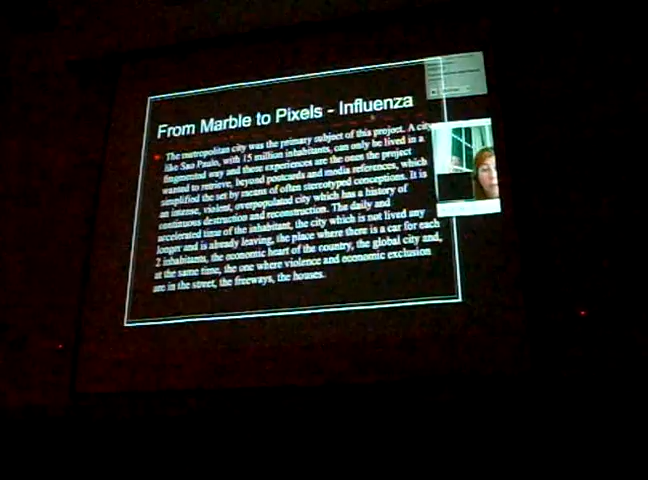 From Marble to Pixels - Influenza
The metropolitan city was the primary subject of this project. A city
like Sao Paulo, with 15 million inhabitants, can only be lived in a
fragmented way and these experiences are the ones the project
wanted to retrieve, beyond postcards and media references, which
simplified the set by means of often stereotyped conceptions. It is
an intense, violent, overpopulated city which has a history of
continuous destruction and reconstruction. The daily and
accelerated time of the inhabitant, the city which is not lived any
longer and is already leaving, the place where there is a car for each
2 inhabitants, the economic heart of the country, the global city and,
at the same time, the one where violence and economic exclusion
are in the street, the freeways, the houses.